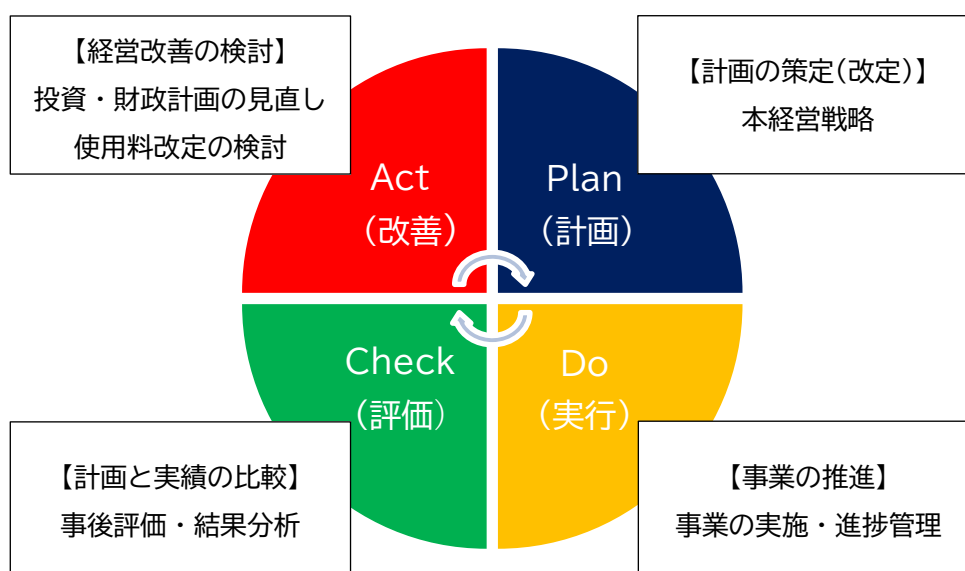 【経営改善の検討】
投資・財政計画の見直し
使用料改定の検討
【計画の策定(改定)】
本経営戦略
Act
（改善）
Plan
（計画）
Check
（評価）
Do
（実行）
【計画と実績の比較】
事後評価・結果分析
【事業の推進】
事業の実施・進捗管理